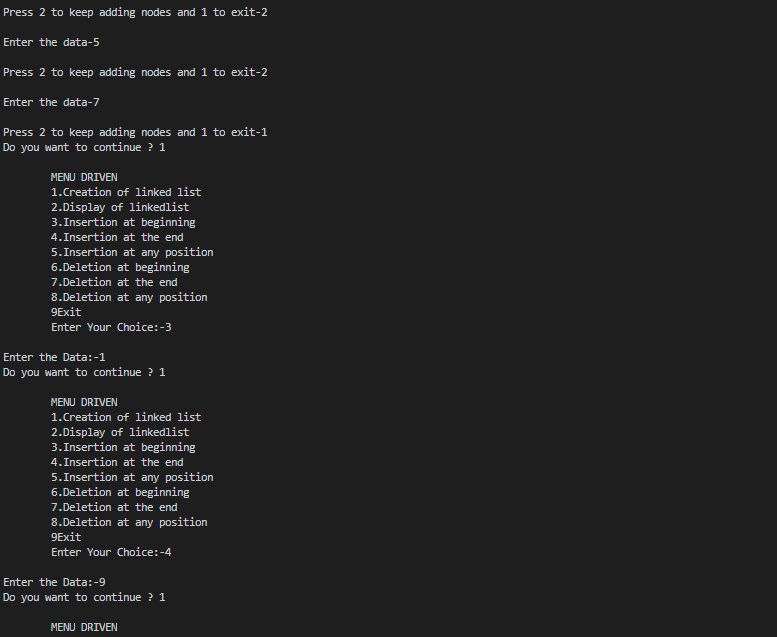 Press 2 to keep adding nodes and 1 to exit-2
Enter the data-5
Press 2 to keep adding nodes and 1 to exit-2
Enter the data-7
Press 2 to keep adding nodes and 1 to exit-1
Do you want to continue ? 1
MENU DRIVEN
1.Creation of linked list
2.Display of linkedlist
3.Insertion at beginning
4.Insertion at the end
5.Insertion at any position
6.Deletion at beginning
7.Deletion at the end
8.Deletion at any position
9Exit
Enter Your Choice:-3
Enter the Data:-1
Do you want to continue ? 1
MENU DRIVEN
1.Creation of linked list
2.Display of linkedlist
3.Insertion at beginning
4.Insertion at the end
5.Insertion at any position
6.Deletion at beginning
7.Deletion at the end
8.Deletion at any position
9Exit
Enter Your Choice:-4
Enter the Data:-9
Do you want to continue ? 1
MENU DRIVEN